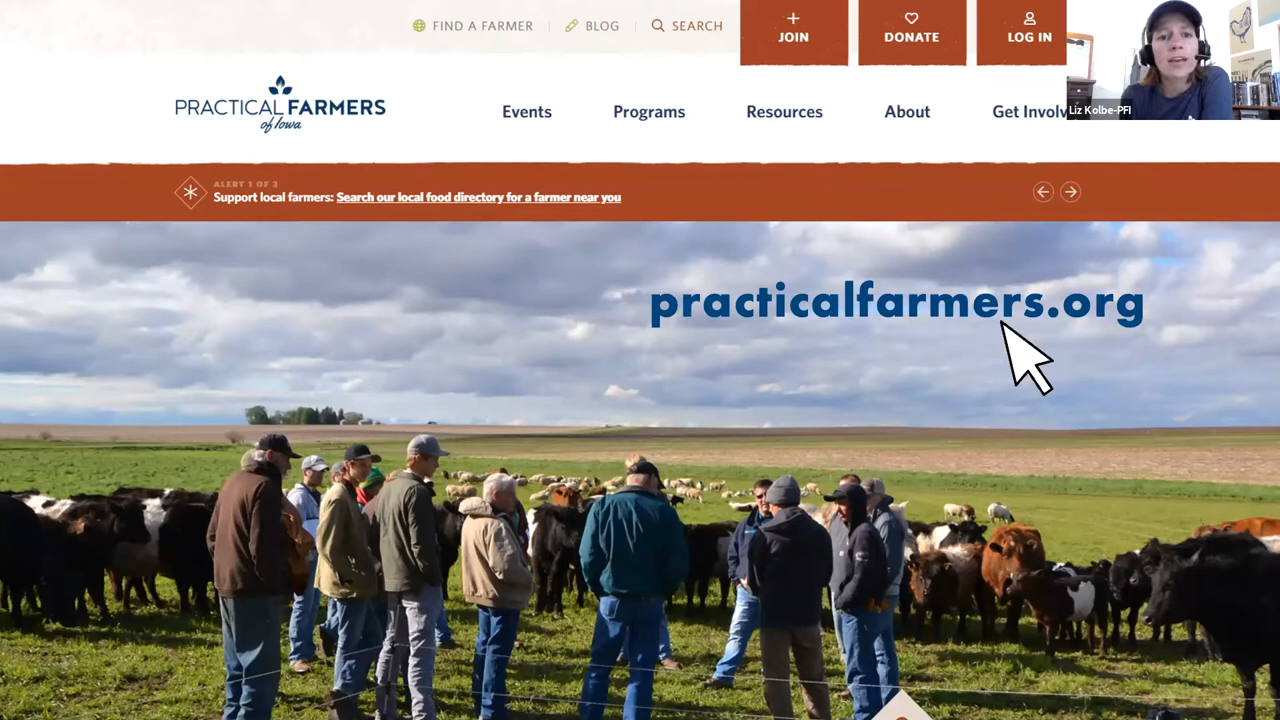 FIND A FARMER
BLOG
SEARCH
JOIN
DONATE
LOG IN
Liz Kolbe-PFI
PRACTICAL FARMERS
of Iowa
Events
Programs
Resources
About
Get Involv
ALERT 1 OF 3
Support local farmers: Search our local food directory for a farmer near you
practicalfarmers.org